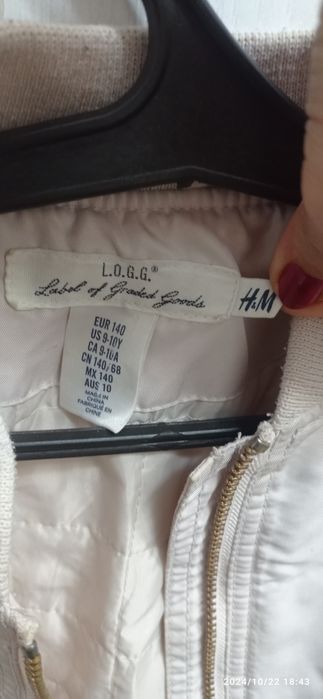 L.O.G.G.®
Label of Graded Goods
H&M
EUR 140
US 9-10Y
CA 9-10A
CN 140/68
MX 140
AUS 10
MADE IN
CHINA
FABRIQUÉ EN
CHINE
2024/10/22 18:43